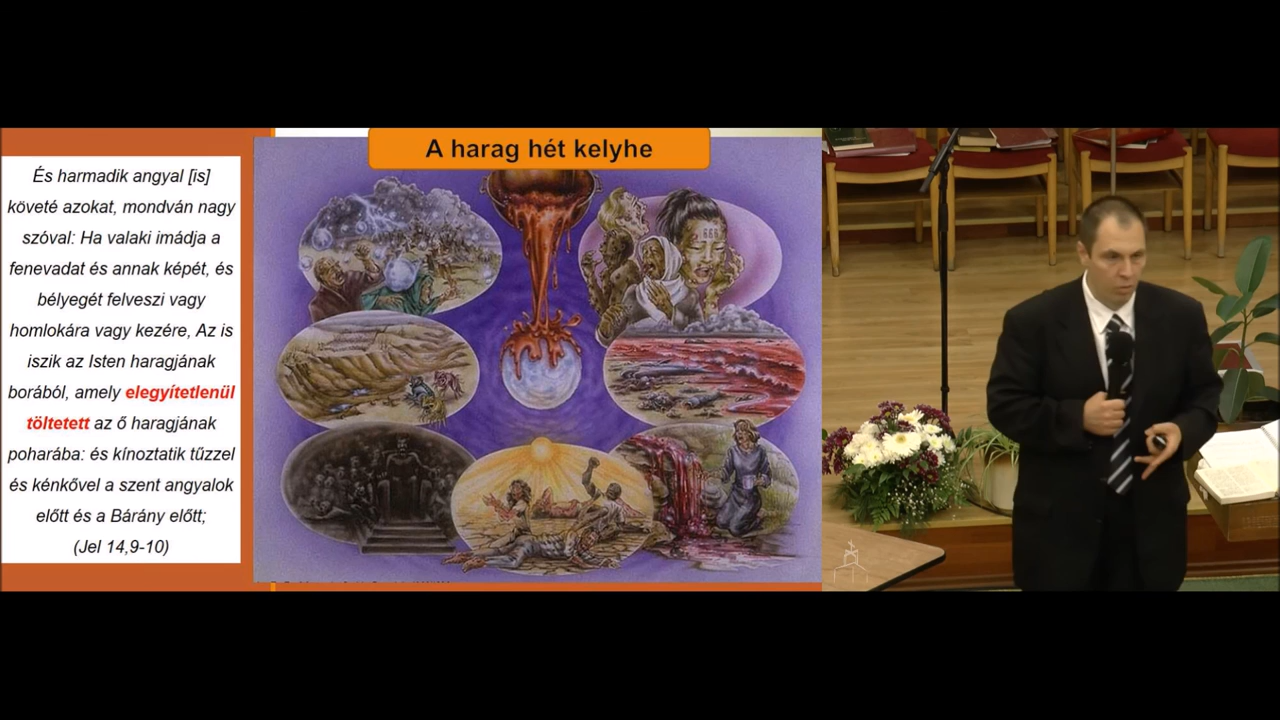 A harag hét kelyhe
És harmadik angyal [is]
követé azokat, mondván nagy
szóval: Ha valaki imádja a
fenevadat és annak képét, és
bélyegét felveszi vagy
homlokára vagy kezére, Az is
iszik az Isten haragjának
borából, amely elegyítetlenül
töltetett az ő haragjának
poharába: és kínoztatik tűzzel
és kénkővel a szent angyalok
előtt és a Bárány előtt;
(Jel 14,9-10)
666